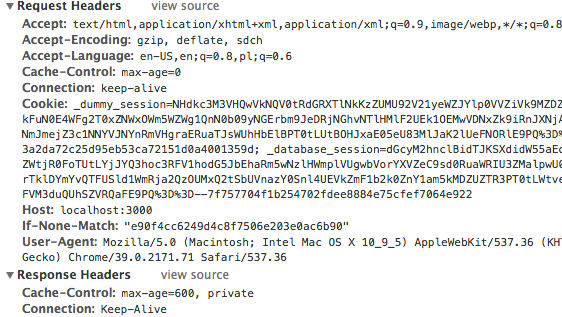 Request Headers view source
Accept: text/html,application/xhtml+xml,application/xml;q=0.9,image/webp,*/*;q=0.8
Accept-Encoding: gzip, deflate, sdch
Accept-Language: en-US,en;q=0.8,pl;q=0.6
Cache-Control: max-age=0
Connection: keep-alive
Cookie: _dummy_session=NHdkc3M3VHQwVkNQV0tRdGRXTlNkKzZUMU92V21yeWZJYlp0VVZiVk9MZDZ
kFuN0E4WFg2T0xZNWxOWm5WZWg1QnN0b09yNGErbm9JeDRjNGhvNTlHMlF2UEk1OEMwVDNxZk9iRnJXNjA
NmJmejZ3c1NNYVJNYnRmVHgraERuaTJsWUhHbElBPT0tLUtBOHJxaE05eU83MlJaK2lUeFNORlE9PQ%3D%
3a2da72c25d95eb53ca72151d0a4001359d; _database_session=dGcyM2hnclBidTJKSXdidW55aEd
ZWtjR0FoTUtLYjJYQ3hoc3RFV1hodG5JbEhaRm5wNzlHWmplVUgwbVorYXVZeC9sd0RuaWRIU3ZMalpwU0
rTklDYmYvQTFUSld1WmRja2QzOUMxQ2tSbUVnazY0Snl4UEVkZmF1b2k0ZnY1am5kMDZUZTR3PT0tLWtve
FVM3duQUhSZVRQaFE9PQ%3D%3D--7f757704f1b254702fdee8884e75cfef7064e922
Host: localhost:3000
If-None-Match: "e90f4cc6249d4c8f7506e203e0ac6b90"
User-Agent: Mozilla/5.0 (Macintosh; Intel Mac OS X 10_9_5) AppleWebKit/537.36 (KHT
Gecko) Chrome/39.0.2171.71 Safari/537.36
Response Headers view source
Cache-Control: max-age=600, private
Connection: Keep-Alive